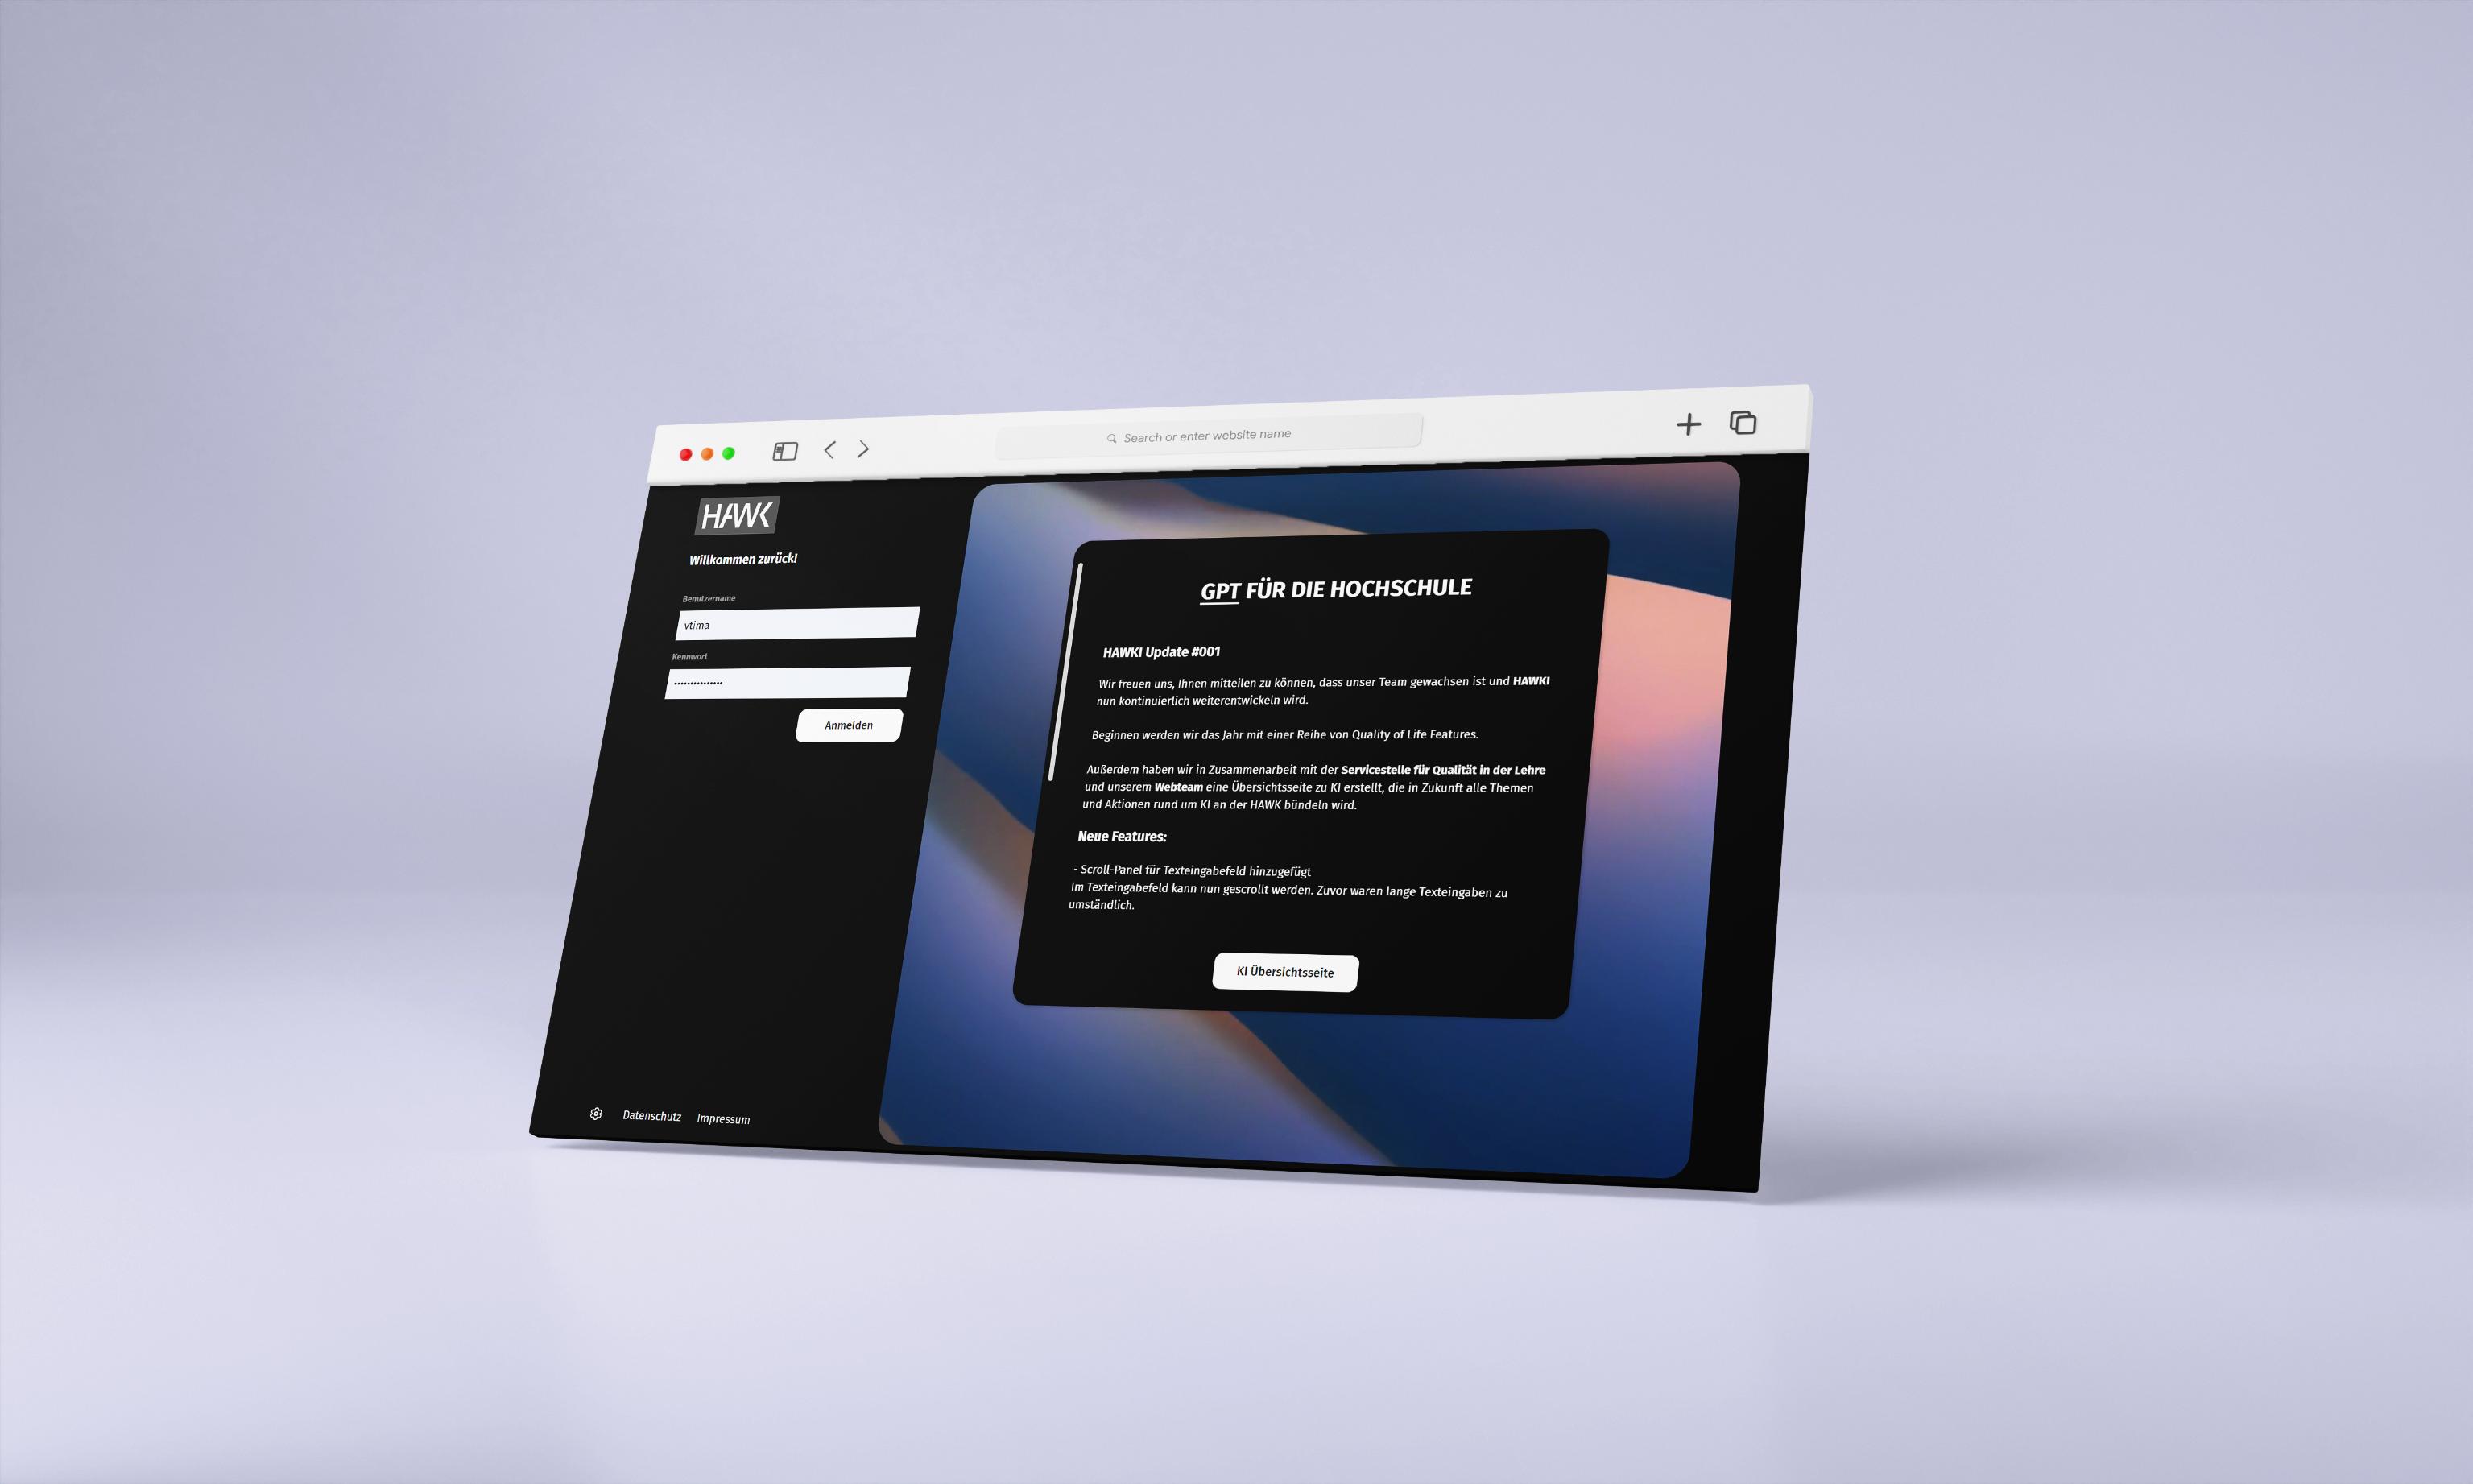 Search or enter website name
HAWK
Willkommen zurück!
Benutzername
vtima
Kennwort
Anmelden
Datenschutz Impressum
GPT FÜR DIE HOCHSCHULE
HAWKI Update #001
Wir freuen uns, Ihnen mitteilen zu können, dass unser Team gewachsen ist und HAWKI
nun kontinuierlich weiterentwickeln wird.
Beginnen werden wir das Jahr mit einer Reihe von Quality of Life Features.
Außerdem haben wir in Zusammenarbeit mit der Servicestelle für Qualität in der Lehre
und unserem Webteam eine Übersichtsseite zu KI erstellt, die in Zukunft alle Themen
und Aktionen rund um KI an der HAWK bündeln wird.
Neue Features:
- Scroll-Panel für Texteingabefeld hinzugefügt
Im Texteingabefeld kann nun gescrollt werden. Zuvor waren lange Texteingaben zu
umständlich.
KI Übersichtsseite